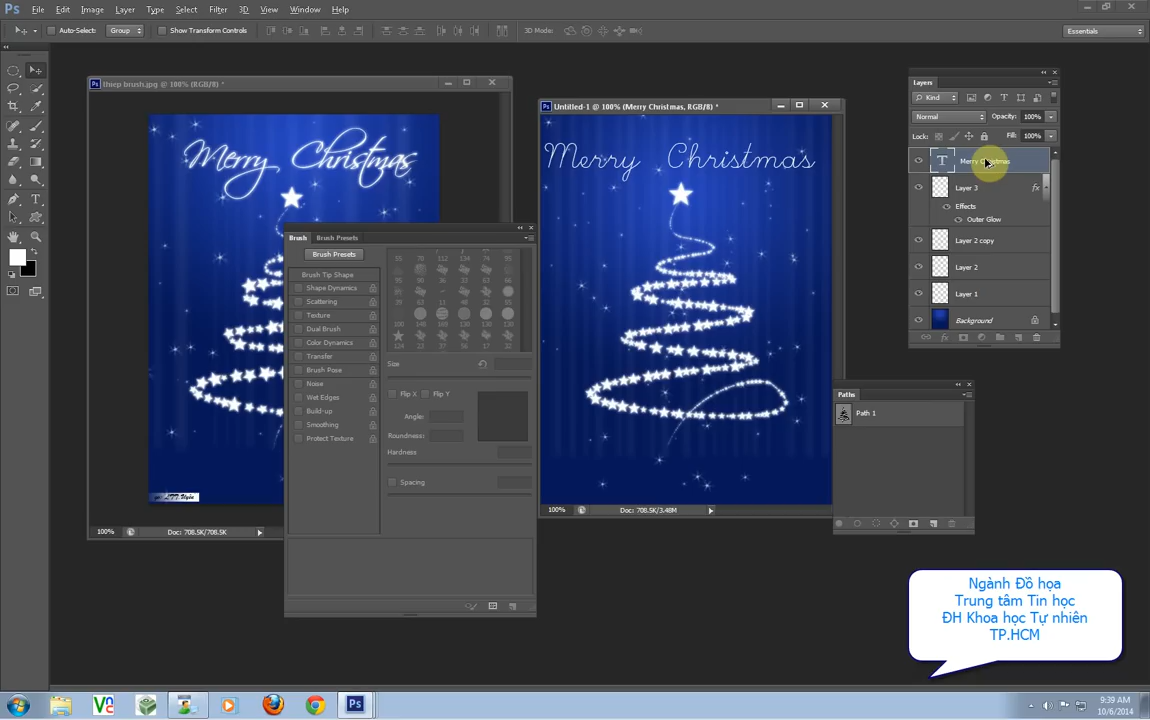 Ps File Edit Image Layer Type Select Filter 3D View Window Help
Auto-Select: Group Show Transform Controls 3D Mode: Essentials
thiep brush.jpg @ 100% (RGB/8) *
Merry Christmas
100% Doc: 708.5K/708.5K
Brush Brush Presets
Brush Presets
Brush Tip Shape
Shape Dynamics
Scattering
Texture
Dual Brush
Color Dynamics
Transfer
Brush Pose
Noise
Wet Edges
Build-up
Smoothing
Protect Texture
Size
Flip X Flip Y
Angle:
Roundness:
Hardness
Spacing
Untitled-1 @ 100% (Merry Christmas, RGB/8) *
Merry Christmas
100% Doc: 708.5K/3.48M
Layers
Kind
Normal Opacity: 100%
Lock: Fill: 100%
T Merry Christmas
Layer 3 fx
Effects
Outer Glow
Layer 2 copy
Layer 2
Layer 1
Background
Paths
Path 1
Ngành Đồ họa
Trung tâm Tin học
ĐH Khoa học Tự nhiên
TP.HCM
9:39 AM
10/6/2014